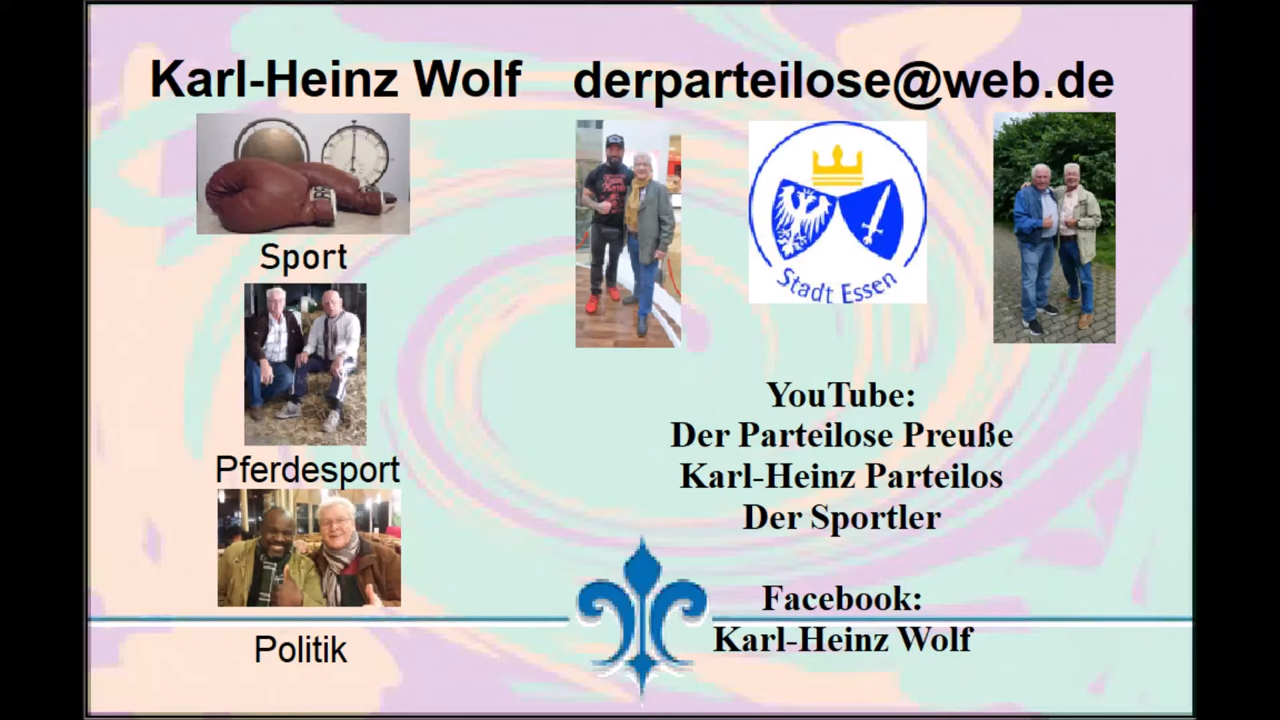 Karl-Heinz Wolf derparteilose@web.de
Sport
Pferdesport
Politik
Stadt Essen
YouTube:
Der Parteilose Preuße
Karl-Heinz Parteilos
Der Sportler
Facebook:
Karl-Heinz Wolf